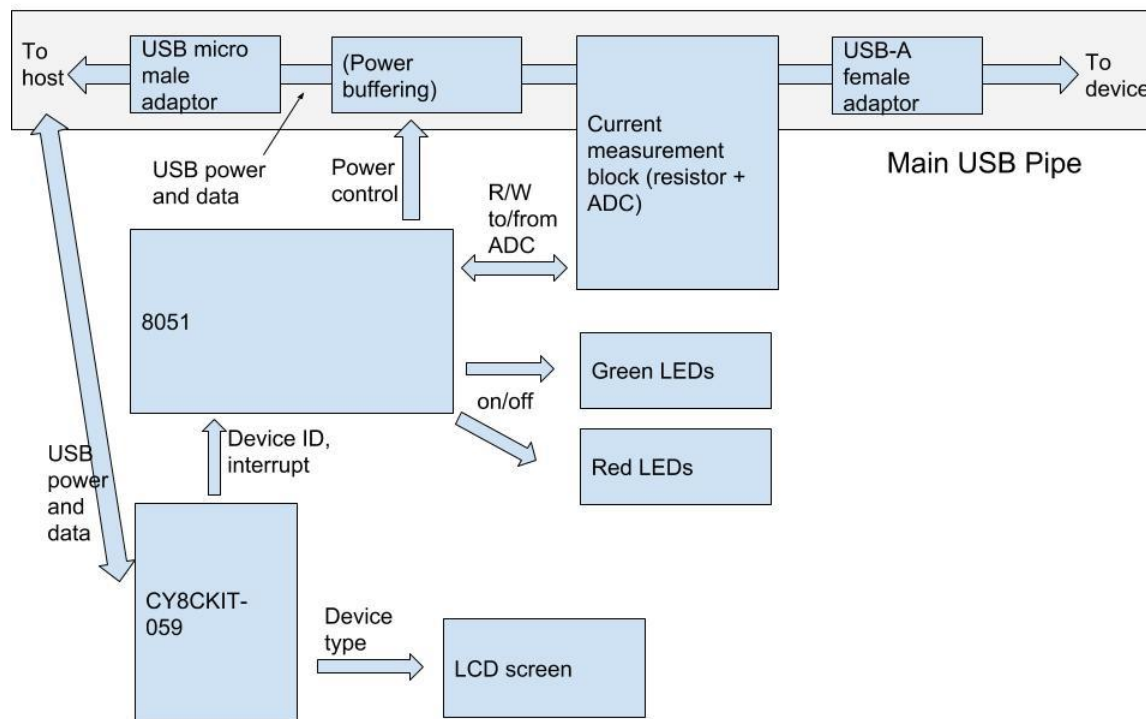 To
host
USB micro
male
adaptor
(Power
buffering)
USB-A
female
adaptor
To
device
USB power
and data
Power
control
Current
measurement
block (resistor +
ADC)
Main USB Pipe
R/W
to/from
ADC
8051
Green LEDs
on/off
Red LEDs
USB
power
and
data
Device ID,
interrupt
CY8CKIT-
059
Device
type
LCD screen